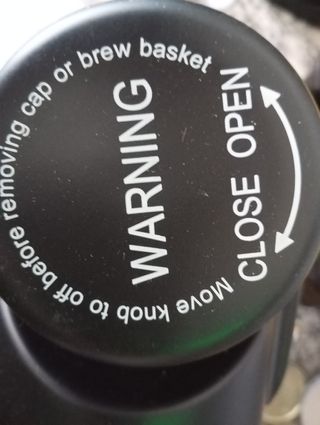 Move knob to off before removing cap or brew basket
WARNING
CLOSE OPEN